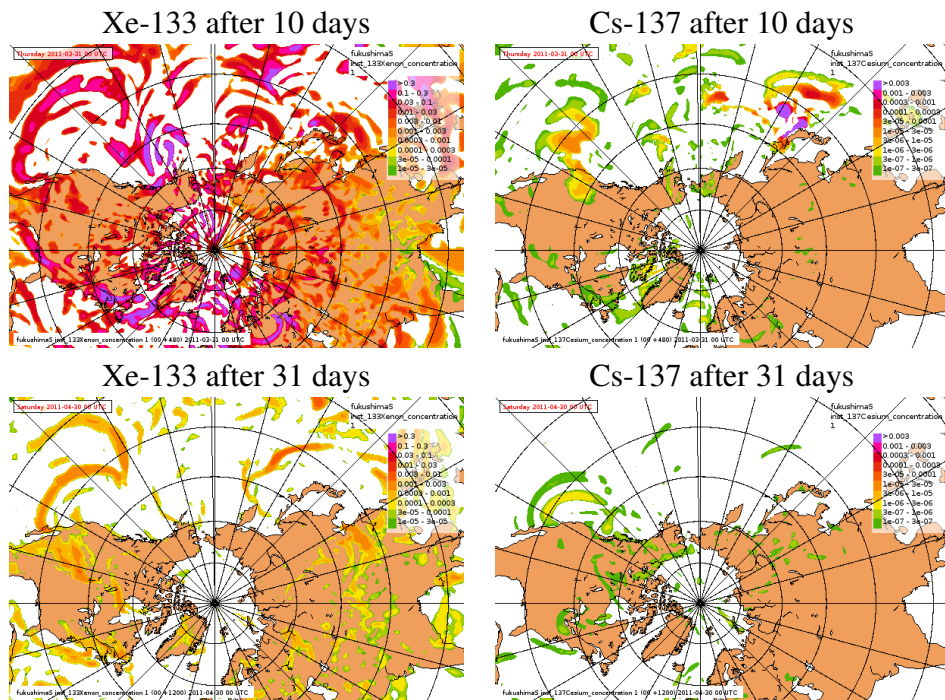 Xe-133 after 10 days
Cs-137 after 10 days
Thursday 2011-03-31 00 UTC
fukushimaS
inst_133Xenon_concentration
1
>0.3
0.1 - 0.3
0.03 - 0.1
0.01 - 0.03
0.003 - 0.01
0.001 - 0.003
0.0003 - 0.001
0.0001 - 0.0003
3e-05 - 0.0001
1e-05 - 3e-05
fukushimaS inst_133Xenon_concentration 1 (00 +480) 2011-03-31 00 UTC
Thursday 2011-03-31 00 UTC
fukushimaS
inst_137Cesium_concentration
1
>0.003
0.001 - 0.003
0.0003 - 0.001
0.0001 - 0.0003
3e-05 - 0.0001
1e-05 - 3e-05
3e-06 - 1e-05
1e-06 - 3e-06
3e-07 - 1e-06
1e-07 - 3e-07
fukushimaS inst_137Cesium_concentration 1 (00 +480) 2011-03-31 00 UTC
Xe-133 after 31 days
Cs-137 after 31 days
Saturday 2011-04-30 00 UTC
fukushimaS
inst_133Xenon_concentration
1
>0.3
0.1 - 0.3
0.03 - 0.1
0.01 - 0.03
0.003 - 0.01
0.001 - 0.003
0.0003 - 0.001
0.0001 - 0.0003
3e-05 - 0.0001
1e-05 - 3e-05
fukushimaS inst_133Xenon_concentration 1 (00 +1200) 2011-04-30 00 UTC
Saturday 2011-04-30 00 UTC
fukushimaS
inst_137Cesium_concentration
1
>0.003
0.001 - 0.003
0.0003 - 0.001
0.0001 - 0.0003
3e-05 - 0.0001
1e-05 - 3e-05
3e-06 - 1e-05
1e-06 - 3e-06
3e-07 - 1e-06
1e-07 - 3e-07
fukushimaS inst_137Cesium_concentration 1 (00 +1200) 2011-04-30 00 UTC